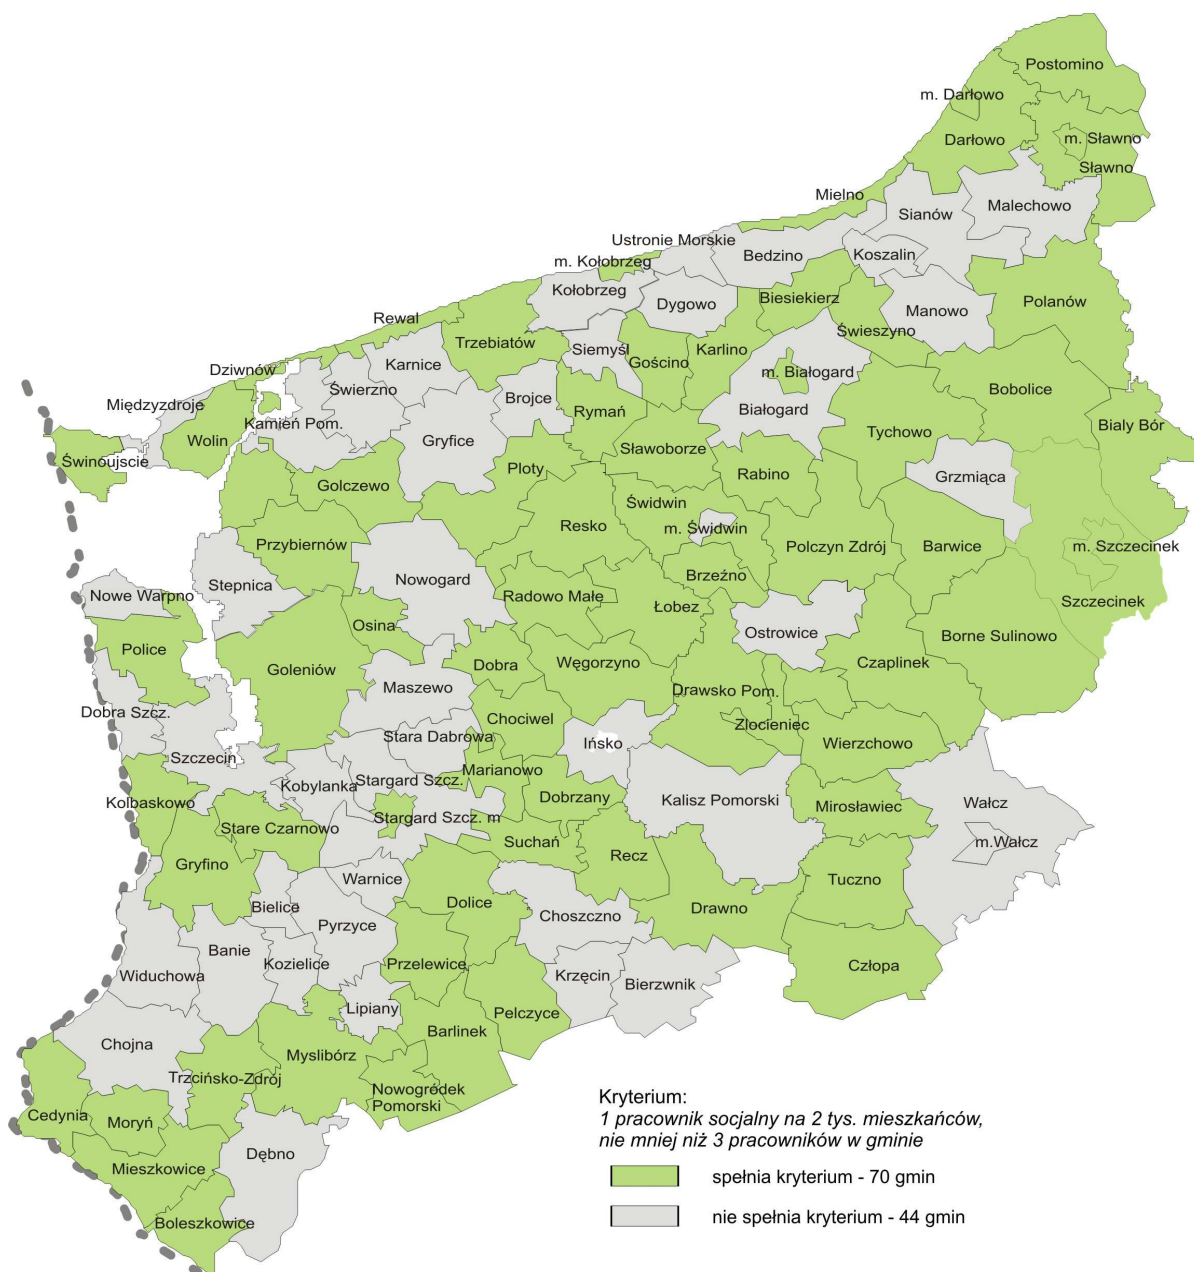 Postomino
m. Darłowo
Darłowo
m. Sławno
Sławno
Mielno
Sianów
Malechowo
Ustronie Morskie
Bedzino
Koszalin
m. Kołobrzeg
Kołobrzeg
Dygowo
Biesiekierz
Manowo
Polanów
Rewal
Trzebiatów
Siemyśl
Gościno
Karlino
Świeszyno
Dziwnów
Karnice
Świerzno
Brojce
m. Białogard
Bobolice
Międzyzdroje
Kamień Pom.
Rymań
Białogard
Wolin
Gryfice
Tychowo
Bialy Bór
Świnoujscie
Ploty
Sławoborze
Rabino
Grzmiąca
Golczewo
Świdwin
Resko
m. Świdwin
Przybiernów
Polczyn Zdrój
Barwice
m. Szczecinek
Stepnica
Nowogard
Brzeźno
Nowe Warpno
Radowo Małe
Łobez
Szczecinek
Osina
Ostrowice
Borne Sulinowo
Police
Goleniów
Dobra
Węgorzyno
Czaplinek
Maszewo
Drawsko Pom.
Dobra Szcz.
Chociwel
Złocieniec
Stara Dabrowa
Ińsko
Wierzchowo
Szczecin
Marianowo
Stargard Szcz.
Kobylanka
Dobrzany
Kalisz Pomorski
Mirosławiec
Wałcz
Kolbaskowo
Stargard Szcz. m
Stare Czarnowo
Suchań
m.Wałcz
Gryfino
Recz
Warnice
Tuczno
Bielice
Dolice
Choszczno
Drawno
Pyrzyce
Banie
Kozielice
Przelewice
Człopa
Widuchowa
Krzęcin
Bierzwnik
Lipiany
Pelczyce
Chojna
Barlinek
Myslibórz
Trzcińsko-Zdrój
Nowogródek
Pomorski
Cedynia
Moryń
Dębno
Mieszkowice
Boleszkowice
Kryterium:
1 pracownik socjalny na 2 tys. mieszkańców,
nie mniej niż 3 pracowników w gminie
spełnia kryterium - 70 gmin
nie spełnia kryterium - 44 gmin